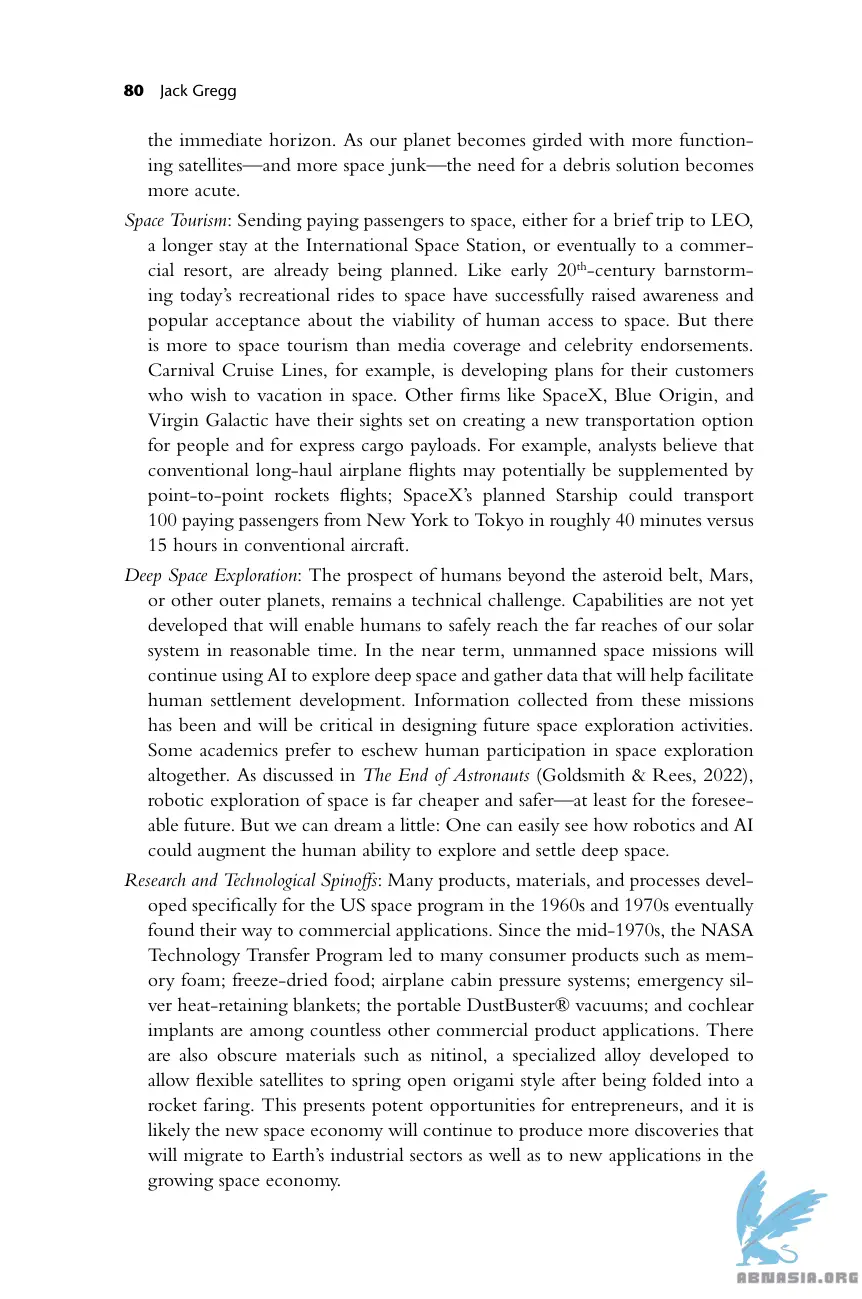 80 Jack Gregg
the immediate horizon. As our planet becomes girded with more function-
ing satellites—and more space junk—the need for a debris solution becomes
more acute.
Space Tourism: Sending paying passengers to space, either for a brief trip to LEO,
a longer stay at the International Space Station, or eventually to a commer-
cial resort, are already being planned. Like early 20th-century barnstorm-
ing today’s recreational rides to space have successfully raised awareness and
popular acceptance about the viability of human access to space. But there
is more to space tourism than media coverage and celebrity endorsements.
Carnival Cruise Lines, for example, is developing plans for their customers
who wish to vacation in space. Other firms like SpaceX, Blue Origin, and
Virgin Galactic have their sights set on creating a new transportation option
for people and for express cargo payloads. For example, analysts believe that
conventional long-haul airplane flights may potentially be supplemented by
point-to-point rockets flights; SpaceX’s planned Starship could transport
100 paying passengers from New York to Tokyo in roughly 40 minutes versus
15 hours in conventional aircraft.
Deep Space Exploration: The prospect of humans beyond the asteroid belt, Mars,
or other outer planets, remains a technical challenge. Capabilities are not yet
developed that will enable humans to safely reach the far reaches of our solar
system in reasonable time. In the near term, unmanned space missions will
continue using AI to explore deep space and gather data that will help facilitate
human settlement development. Information collected from these missions
has been and will be critical in designing future space exploration activities.
Some academics prefer to eschew human participation in space exploration
altogether. As discussed in The End of Astronauts (Goldsmith & Rees, 2022),
robotic exploration of space is far cheaper and safer—at least for the foresee-
able future. But we can dream a little: One can easily see how robotics and AI
could augment the human ability to explore and settle deep space.
Research and Technological Spinoffs: Many products, materials, and processes devel-
oped specifically for the US space program in the 1960s and 1970s eventually
found their way to commercial applications. Since the mid-1970s, the NASA
Technology Transfer Program led to many consumer products such as mem-
ory foam; freeze-dried food; airplane cabin pressure systems; emergency sil-
ver heat-retaining blankets; the portable DustBuster® vacuums; and cochlear
implants are among countless other commercial product applications. There
are also obscure materials such as nitinol, a specialized alloy developed to
allow flexible satellites to spring open origami style after being folded into a
rocket faring. This presents potent opportunities for entrepreneurs, and it is
likely the new space economy will continue to produce more discoveries that
will migrate to Earth’s industrial sectors as well as to new applications in the
growing space economy.
ABNASIA.ORG